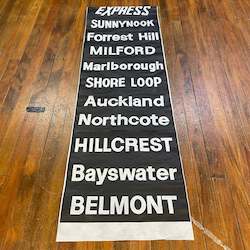 EXPRESS
SUNNYNOOK
Forrest Hill
MILFORD
Marlborough
SHORE LOOP
Auckland
Northcote
HILLCREST
Bayswater
BELMONT